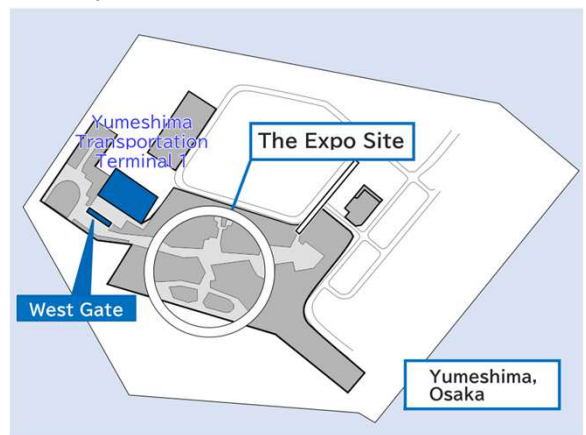 Yumeshima
Transportation
Terminal 1
The Expo Site
West Gate
Yumeshima,
Osaka